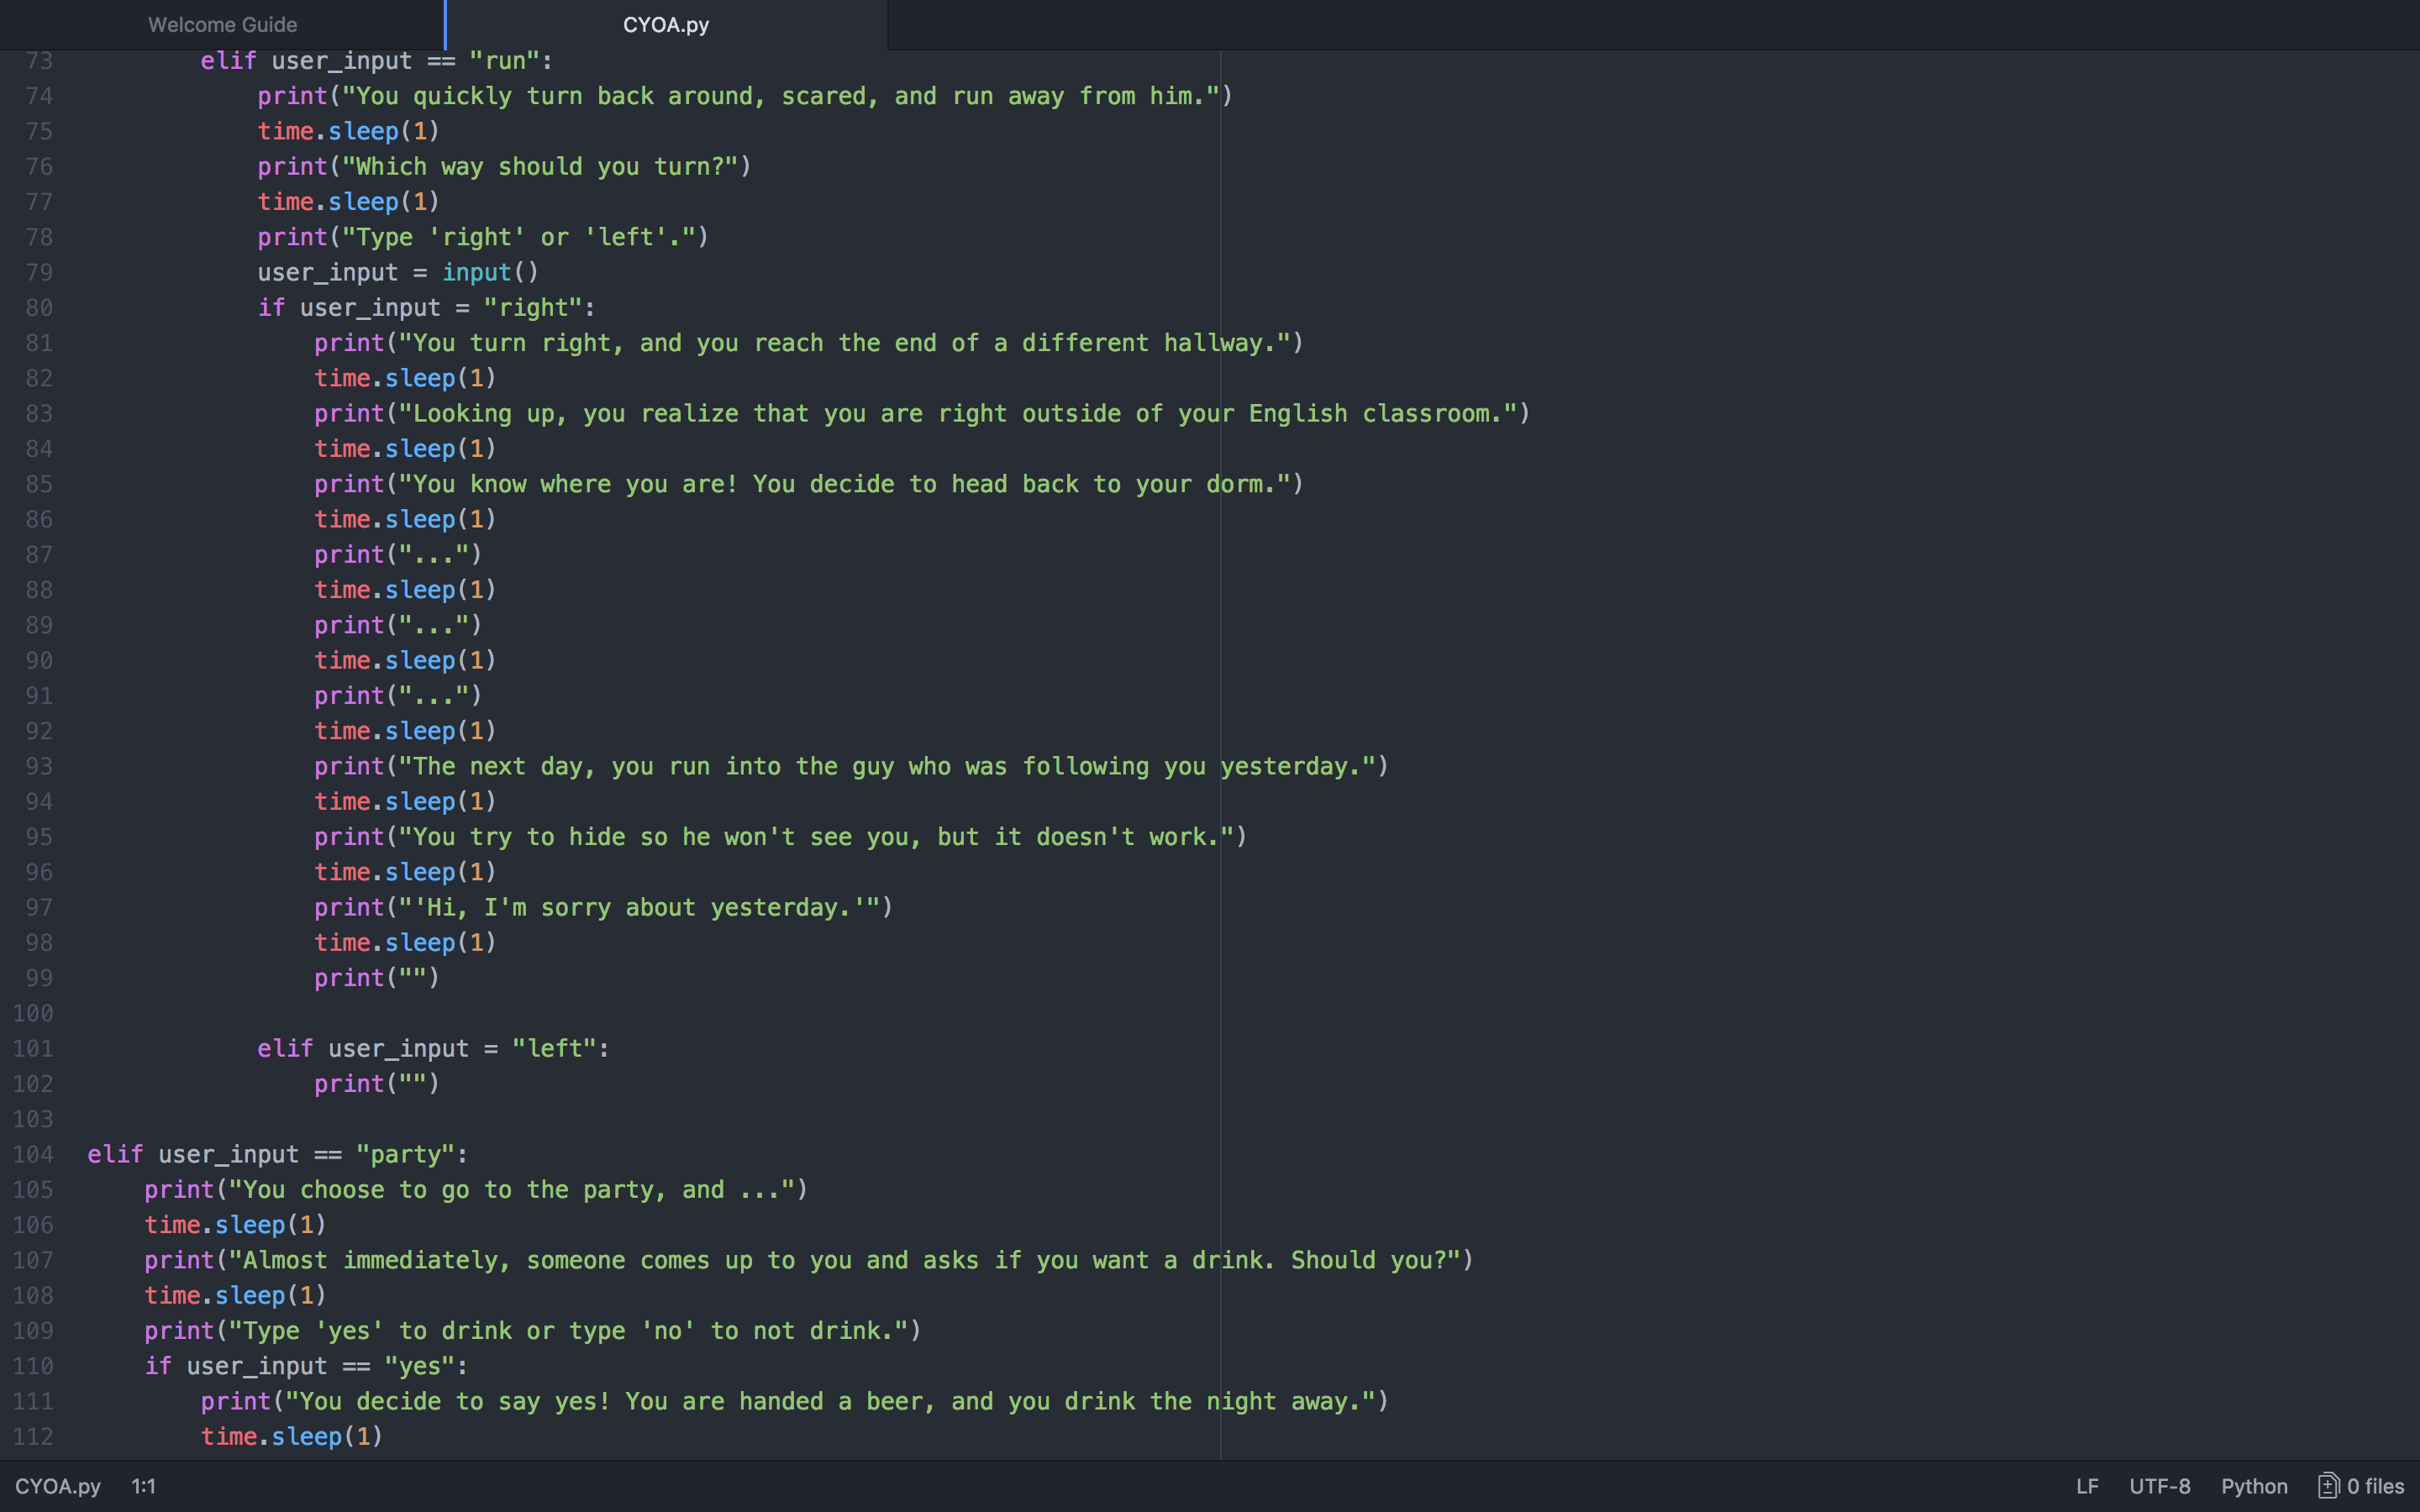 Welcome Guide
CYOA.py
73 elif user_input == "run":
74 print("You quickly turn back around, scared, and run away from him.")
75 time.sleep(1)
76 print("Which way should you turn?")
77 time.sleep(1)
78 print("Type 'right' or 'left'.")
79 user_input = input()
80 if user_input = "right":
81 print("You turn right, and you reach the end of a different hallway.")
82 time.sleep(1)
83 print("Looking up, you realize that you are right outside of your English classroom.")
84 time.sleep(1)
85 print("You know where you are! You decide to head back to your dorm.")
86 time.sleep(1)
87 print("...")
88 time.sleep(1)
89 print("...")
90 time.sleep(1)
91 print("...")
92 time.sleep(1)
93 print("The next day, you run into the guy who was following you yesterday.")
94 time.sleep(1)
95 print("You try to hide so he won't see you, but it doesn't work.")
96 time.sleep(1)
97 print("'Hi, I'm sorry about yesterday.'")
98 time.sleep(1)
99 print("")
100
101 elif user_input = "left":
102 print("")
103
104 elif user_input == "party":
105 print("You choose to go to the party, and ...")
106 time.sleep(1)
107 print("Almost immediately, someone comes up to you and asks if you want a drink. Should you?")
108 time.sleep(1)
109 print("Type 'yes' to drink or type 'no' to not drink.")
110 if user_input == "yes":
111 print("You decide to say yes! You are handed a beer, and you drink the night away.")
112 time.sleep(1)
CYOA.py 1:1 LF UTF-8 Python 0 files